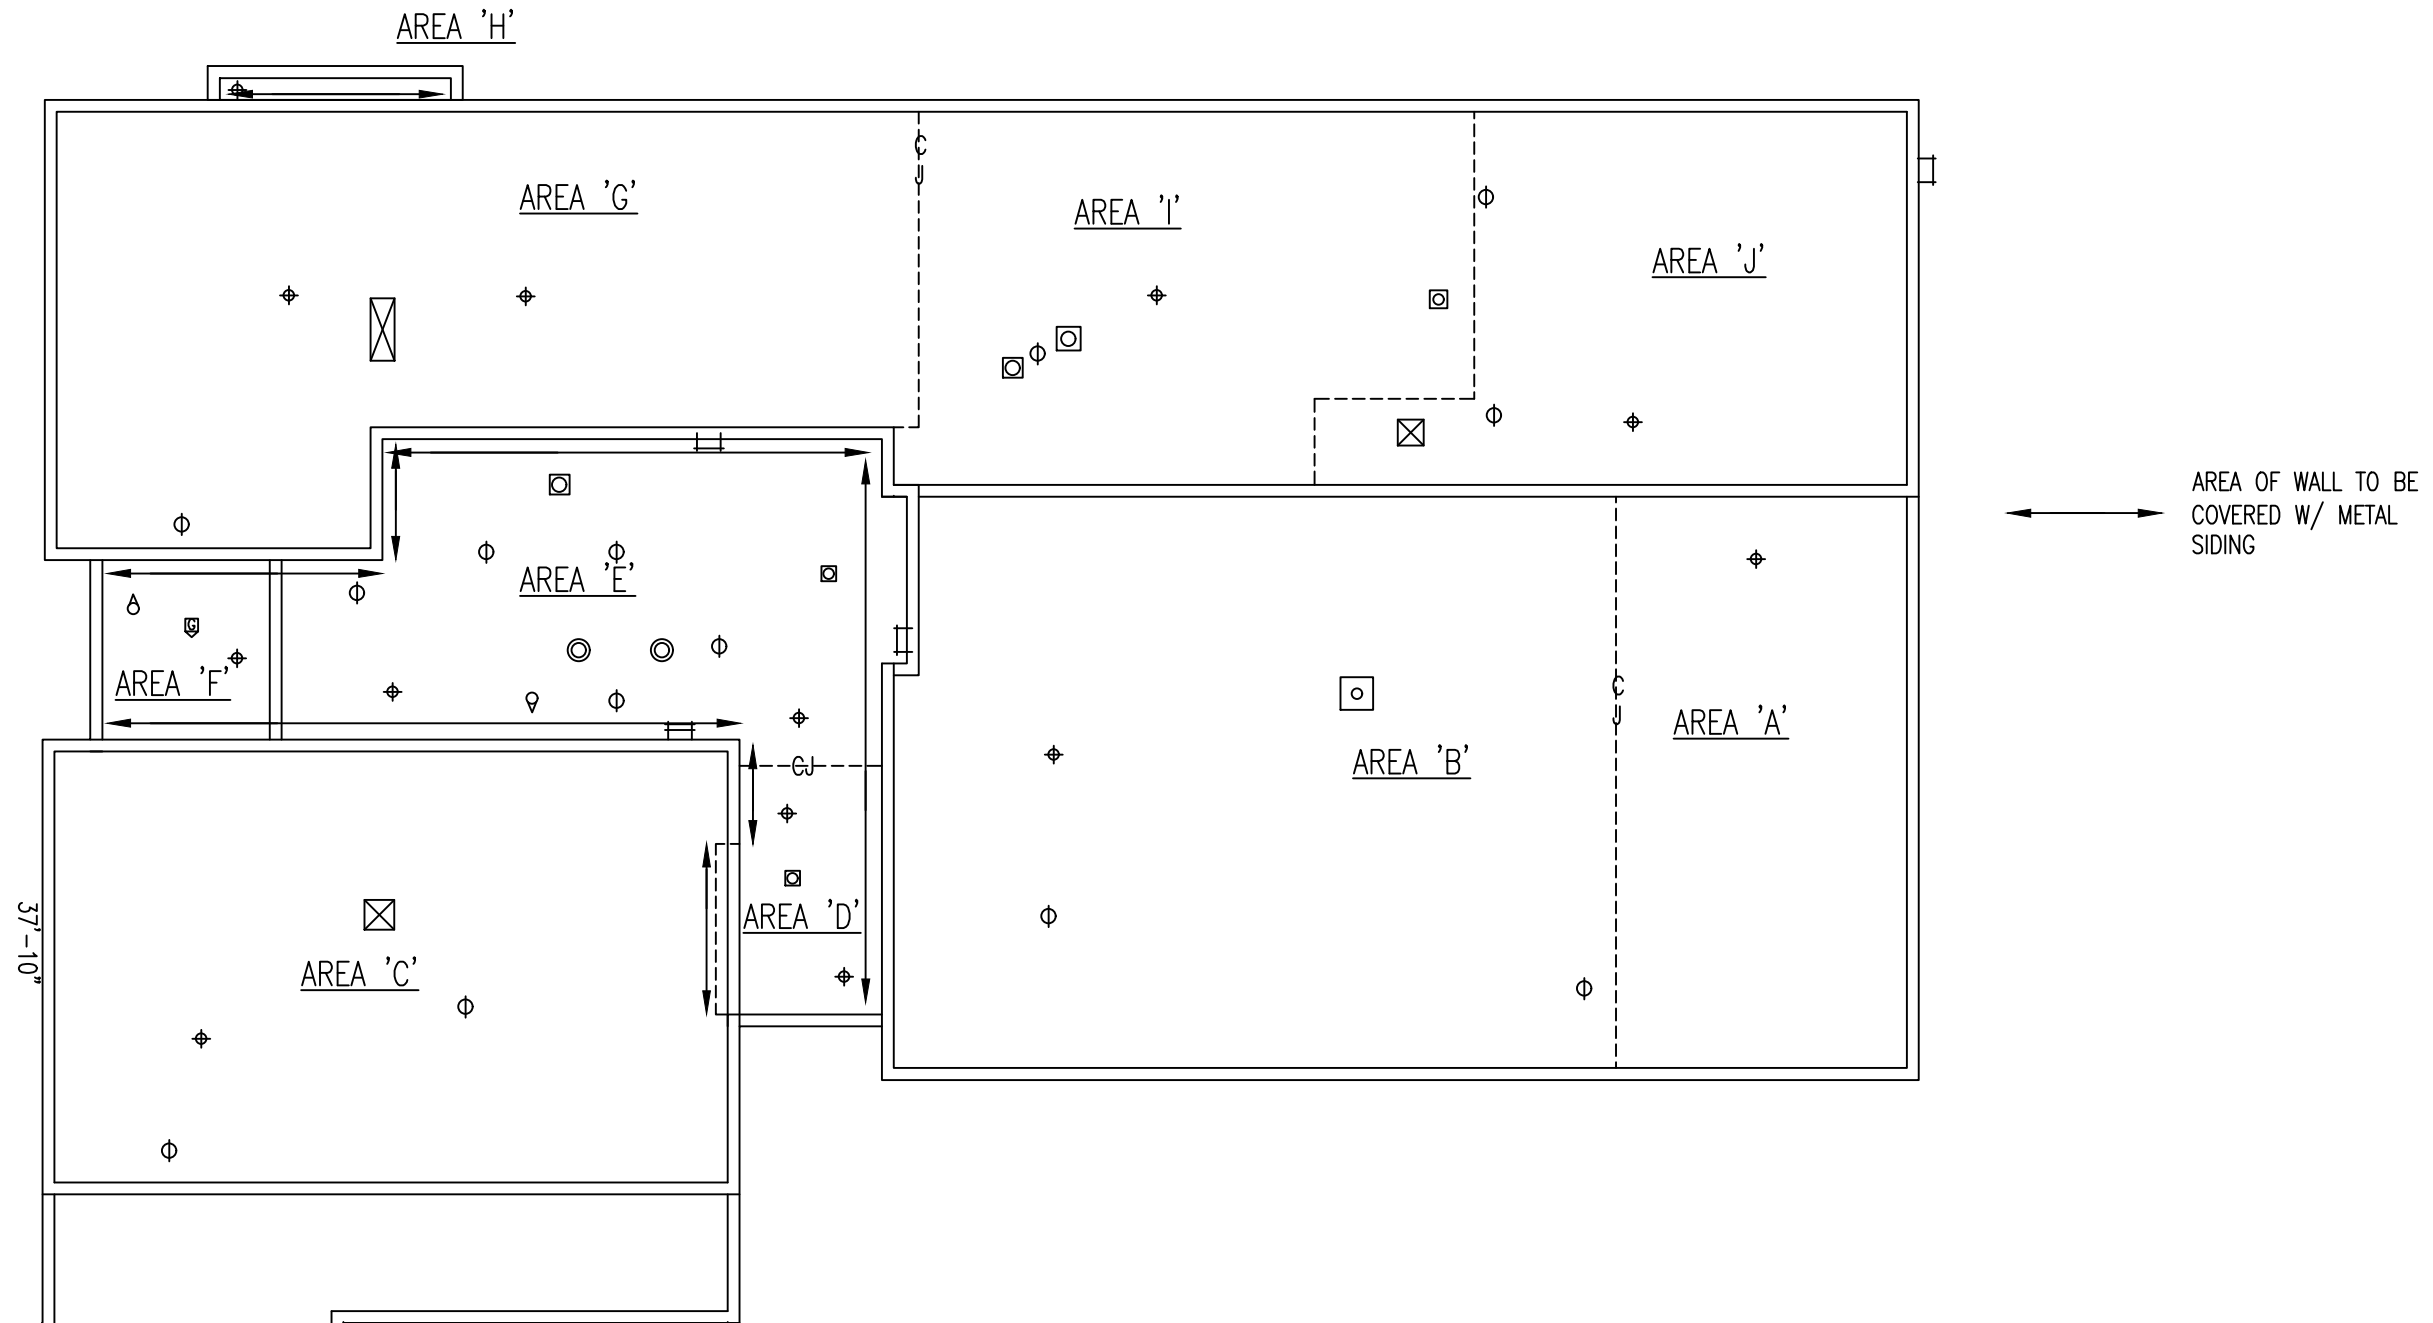 AREA 'H'
C
J
AREA 'G'
AREA 'I'
AREA 'J'
AREA OF WALL TO BE
COVERED W/ METAL
SIDING
AREA 'E'
G
AREA 'F'
C
J
AREA 'A'
AREA 'B'
CJ
AREA 'D'
37'-10"
AREA 'C'